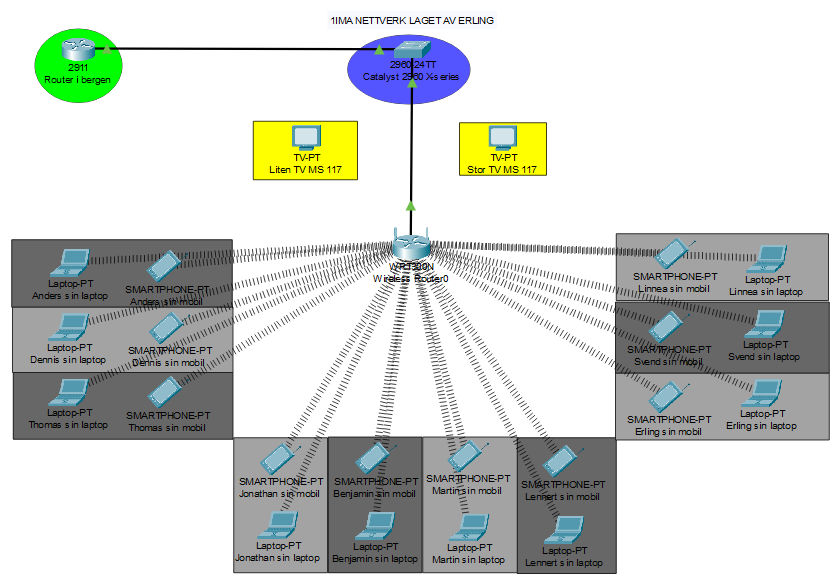 1IMA NETTVERK LAGET AV ERLING
2911
Router i bergen
2960 24TT
Catalyst 2960 X-series
TV-PT
Liten TV MS 117
TV-PT
Stor TV MS 117
WRT300N
Wireless Router0
Laptop-PT
Anders sin laptop
SMARTPHONE-PT
Anders sin mobil
Laptop-PT
Dennis sin laptop
SMARTPHONE-PT
Dennis sin mobil
Laptop-PT
Thomas sin laptop
SMARTPHONE-PT
Thomas sin mobil
SMARTPHONE-PT
Linnea sin mobil
Laptop-PT
Linnea sin laptop
SMARTPHONE-PT
Svend sin mobil
Laptop-PT
Svend sin laptop
SMARTPHONE-PT
Erling sin mobil
Laptop-PT
Erling sin laptop
SMARTPHONE-PT
Jonathan sin mobil
Laptop-PT
Jonathan sin laptop
SMARTPHONE-PT
Benjamin sin mobil
Laptop-PT
Benjamin sin laptop
SMARTPHONE-PT
Martin sin mobil
Laptop-PT
Martin sin laptop
SMARTPHONE-PT
Lennert sin mobil
Laptop-PT
Lennert sin laptop